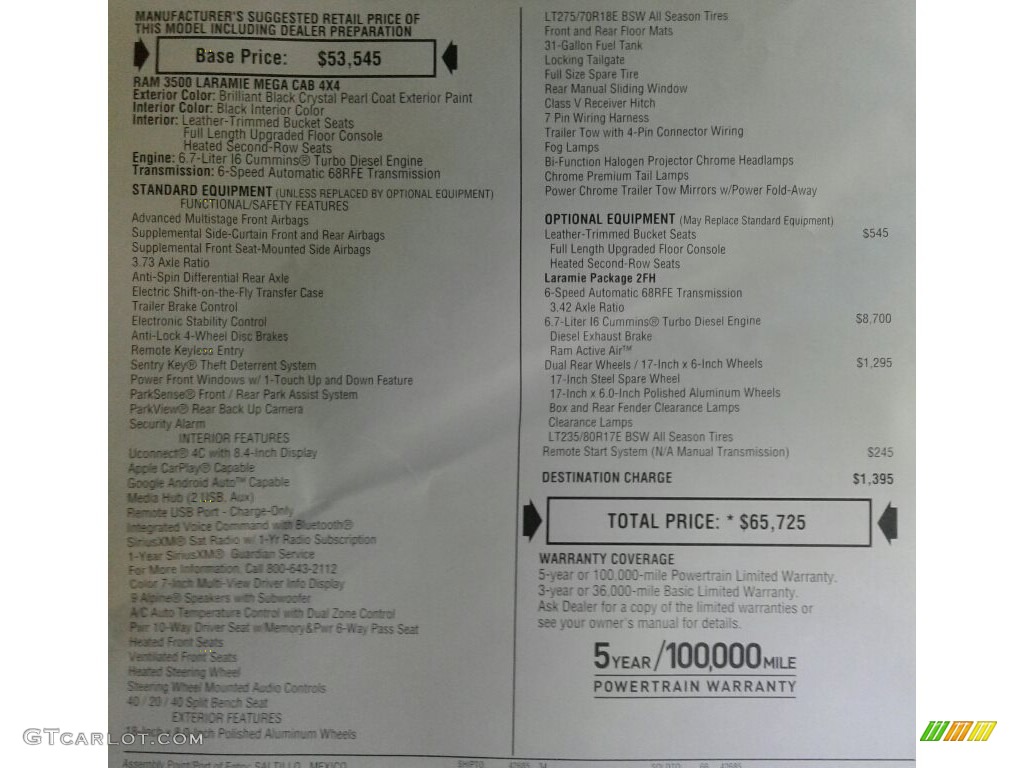 MANUFACTURER'S SUGGESTED RETAIL PRICE OF
THIS MODEL INCLUDING DEALER PREPARATION
Base Price: $53,545
RAM 3500 LARAMIE MEGA CAB 4X4
Exterior Color: Brilliant Black Crystal Pearl Coat Exterior Paint
Interior Color: Black Interior Color
Interior: Leather-Trimmed Bucket Seats
Full Length Upgraded Floor Console
Heated Second-Row Seats
Engine: 6.7-Liter I6 Cummins® Turbo Diesel Engine
Transmission: 6-Speed Automatic 68RFE Transmission
STANDARD EQUIPMENT (UNLESS REPLACED BY OPTIONAL EQUIPMENT)
FUNCTIONAL/SAFETY FEATURES
Advanced Multistage Front Airbags
Supplemental Side-Curtain Front and Rear Airbags
Supplemental Front Seat-Mounted Side Airbags
3.73 Axle Ratio
Anti-Spin Differential Rear Axle
Electric Shift-on-the-Fly Transfer Case
Trailer Brake Control
Electronic Stability Control
Anti-Lock 4-Wheel Disc Brakes
Remote Keyless Entry
Sentry Key® Theft Deterrent System
Power Front Windows w/ 1-Touch Up and Down Feature
ParkSense® Front / Rear Park Assist System
ParkView® Rear Back Up Camera
Security Alarm
INTERIOR FEATURES
Uconnect® 4C with 8.4-Inch Display
Apple CarPlay® Capable
Google Android Auto™ Capable
Media Hub (2 USB, Aux)
Remote USB Port - Charge-Only
Integrated Voice Command with Bluetooth®
SiriusXM® Sat Radio w/ 1-Yr Radio Subscription
1-Year SiriusXM® Guardian Service
For More Information, Call 800-643-2112
Color 7-Inch Multi-View Driver Info Display
9 Alpine® Speakers with Subwoofer
A/C Auto Temperature Control with Dual Zone Control
Pwr 10-Way Driver Seat w/Memory&Pwr 6-Way Pass Seat
Heated Front Seats
Ventilated Front Seats
Heated Steering Wheel
Steering Wheel Mounted Audio Controls
40 / 20 / 40 Split Bench Seat
EXTERIOR FEATURES
18-Inch x 8.0-Inch Polished Aluminum Wheels
Assembly Point/Port of Entry: SALTILLO, MEXICO
LT275/70R18E BSW All Season Tires
Front and Rear Floor Mats
31-Gallon Fuel Tank
Locking Tailgate
Full Size Spare Tire
Rear Manual Sliding Window
Class V Receiver Hitch
7 Pin Wiring Harness
Trailer Tow with 4-Pin Connector Wiring
Fog Lamps
Bi-Function Halogen Projector Chrome Headlamps
Chrome Premium Tail Lamps
Power Chrome Trailer Tow Mirrors w/Power Fold-Away
OPTIONAL EQUIPMENT (May Replace Standard Equipment)
Leather-Trimmed Bucket Seats $545
Full Length Upgraded Floor Console
Heated Second-Row Seats
Laramie Package 2FH
6-Speed Automatic 68RFE Transmission
3.42 Axle Ratio
6.7-Liter I6 Cummins® Turbo Diesel Engine $8,700
Diesel Exhaust Brake
Ram Active Air™
Dual Rear Wheels / 17-Inch x 6-Inch Wheels $1,295
17-Inch Steel Spare Wheel
17-Inch x 6.0-Inch Polished Aluminum Wheels
Box and Rear Fender Clearance Lamps
Clearance Lamps
LT235/80R17E BSW All Season Tires
Remote Start System (N/A Manual Transmission) $245
DESTINATION CHARGE $1,395
TOTAL PRICE: * $65,725
WARRANTY COVERAGE
5-year or 100,000-mile Powertrain Limited Warranty.
3-year or 36,000-mile Basic Limited Warranty.
Ask Dealer for a copy of the limited warranties or
see your owner's manual for details.
5 YEAR/100,000 MILE
POWERTRAIN WARRANTY
GTCARLOT.COM